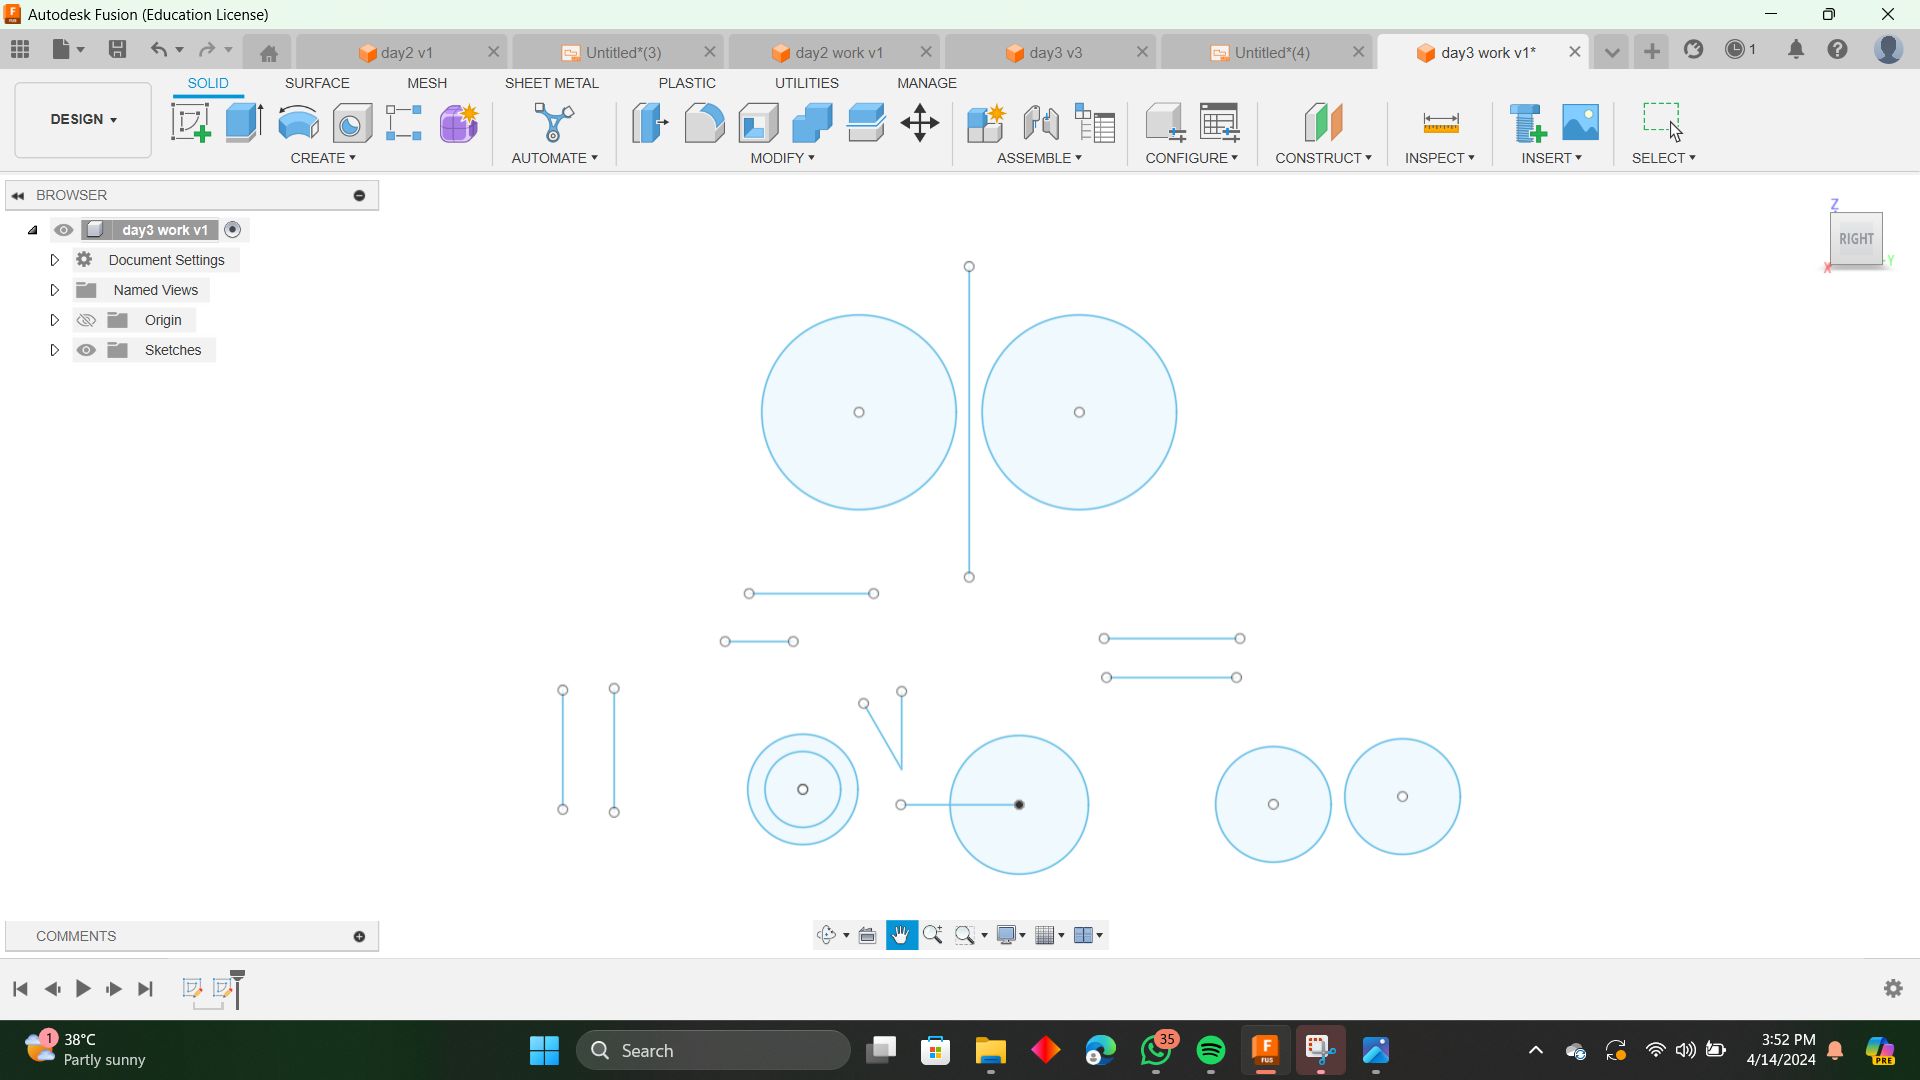 Autodesk Fusion (Education License)
day2 v1
Untitled*(3)
day2 work v1
day3 v3
Untitled*(4)
day3 work v1*
1
DESIGN
SOLID
SURFACE
MESH
SHEET METAL
PLASTIC
UTILITIES
MANAGE
CREATE
AUTOMATE
MODIFY
ASSEMBLE
CONFIGURE
CONSTRUCT
INSPECT
INSERT
SELECT
BROWSER
day3 work v1
Document Settings
Named Views
Origin
Sketches
Z
RIGHT
X
Y
COMMENTS
1
38°C
Partly sunny
Search
35
F
FUS
3:52 PM
4/14/2024
PRE